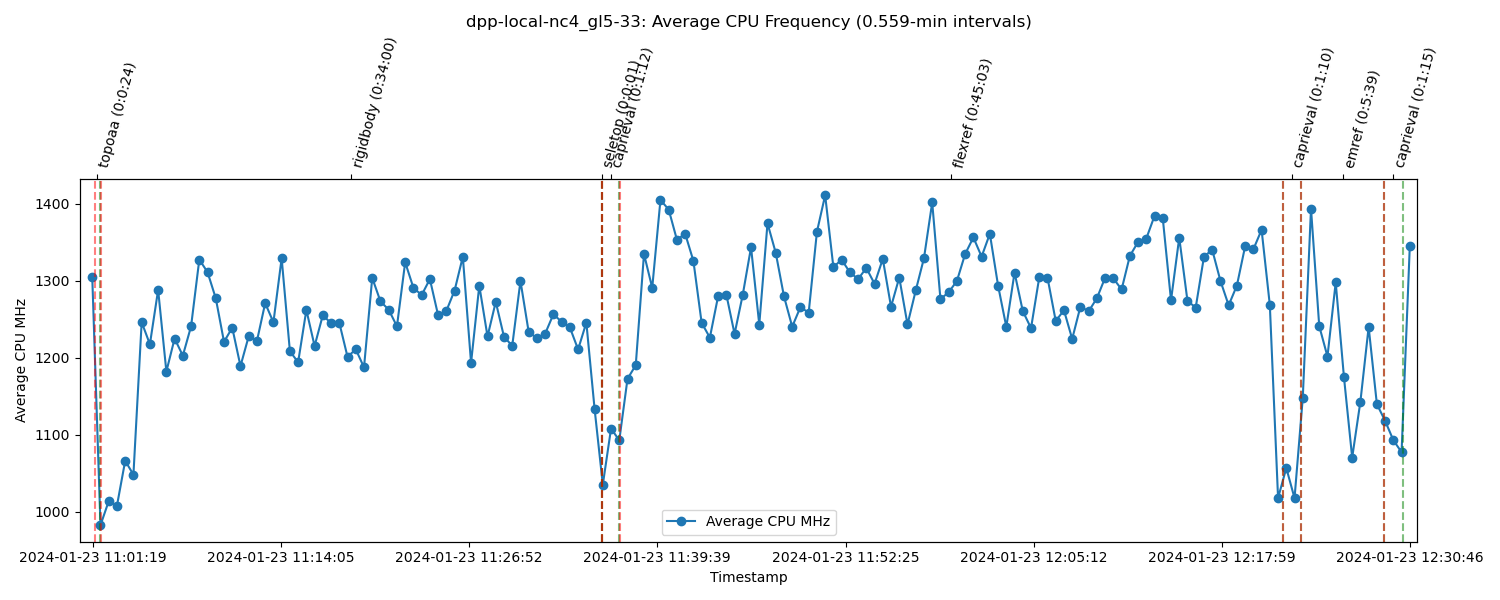 dpp-local-nc4_gl5-33: Average CPU Frequency (0.559-min intervals)
topoaa (0:0:24)
rigidbody (0:34:00)
seletop (0:0:01)
caprieval (0:1:12)
flexref (0:45:03)
caprieval (0:1:10)
emref (0:5:39)
caprieval (0:1:15)
Average CPU MHz
1400
1300
1200
1100
1000
Average CPU MHz
2024-01-23 11:01:19
2024-01-23 11:14:05
2024-01-23 11:26:52
2024-01-23 11:39:39
2024-01-23 11:52:25
2024-01-23 12:05:12
2024-01-23 12:17:59
2024-01-23 12:30:46
Timestamp